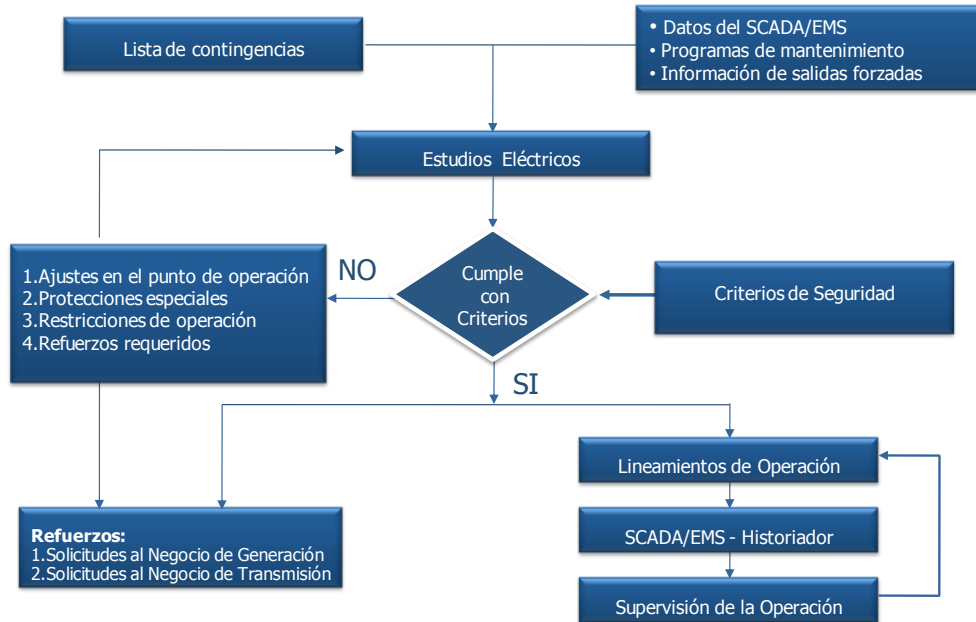 Lista de contingencias
• Datos del SCADA/EMS
• Programas de mantenimiento
• Información de salidas forzadas
Estudios Eléctricos
1.Ajustes en el punto de operación
2.Protecciones especiales
3.Restricciones de operación
4.Refuerzos requeridos
NO
Cumple
con
Criterios
Criterios de Seguridad
SI
Lineamientos de Operación
SCADA/EMS - Historiador
Supervisión de la Operación
Refuerzos:
1.Solicitudes al Negocio de Generación
2.Solicitudes al Negocio de Transmisión